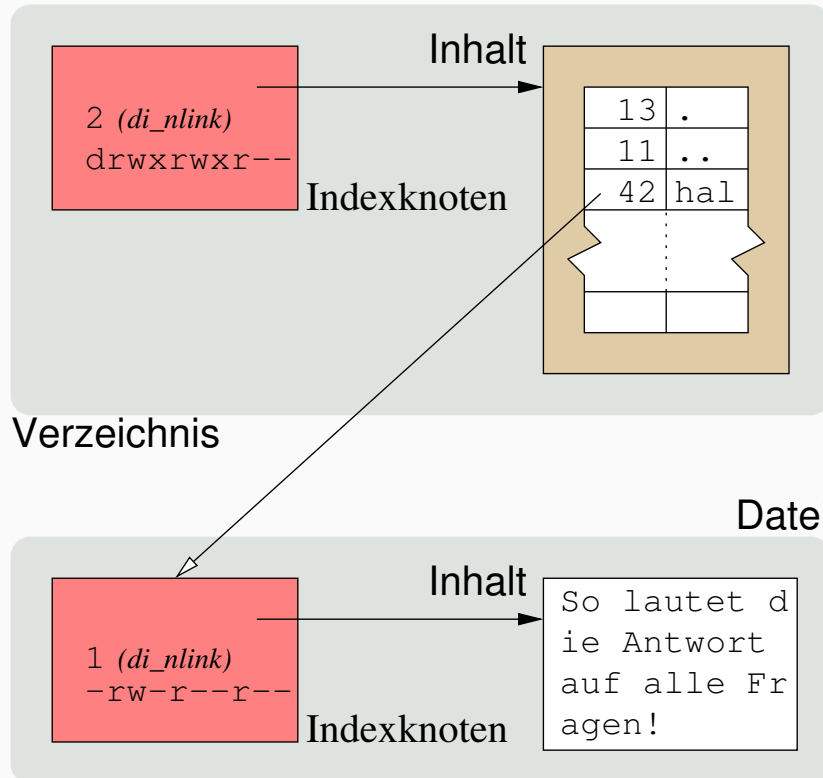 Inhalt
2 (di_nlink)
drwxrwxr--
Indexknoten
13 .
11 ..
42 hal
Verzeichnis
Date
Inhalt
1 (di_nlink)
-rw-r--r--
Indexknoten
So lautet d
ie Antwort
auf alle Fr
agen!